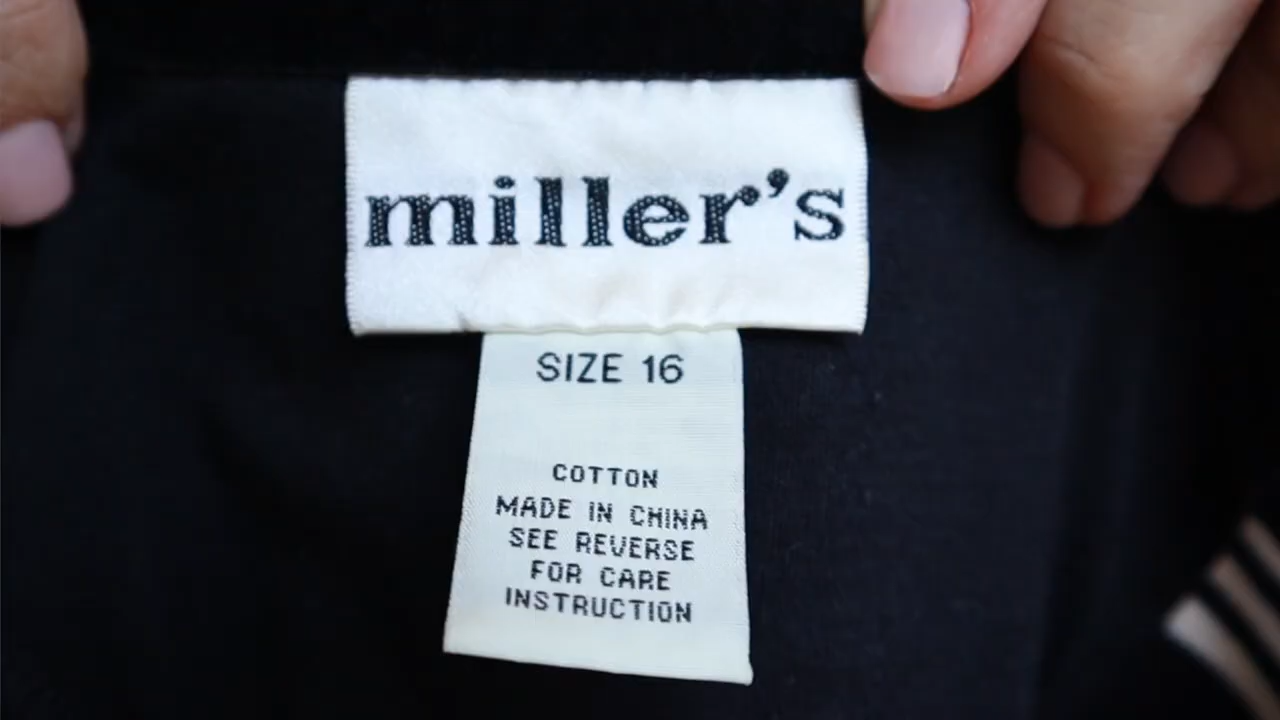 miller's
SIZE 16
COTTON
MADE IN CHINA
SEE REVERSE
FOR CARE
INSTRUCTION